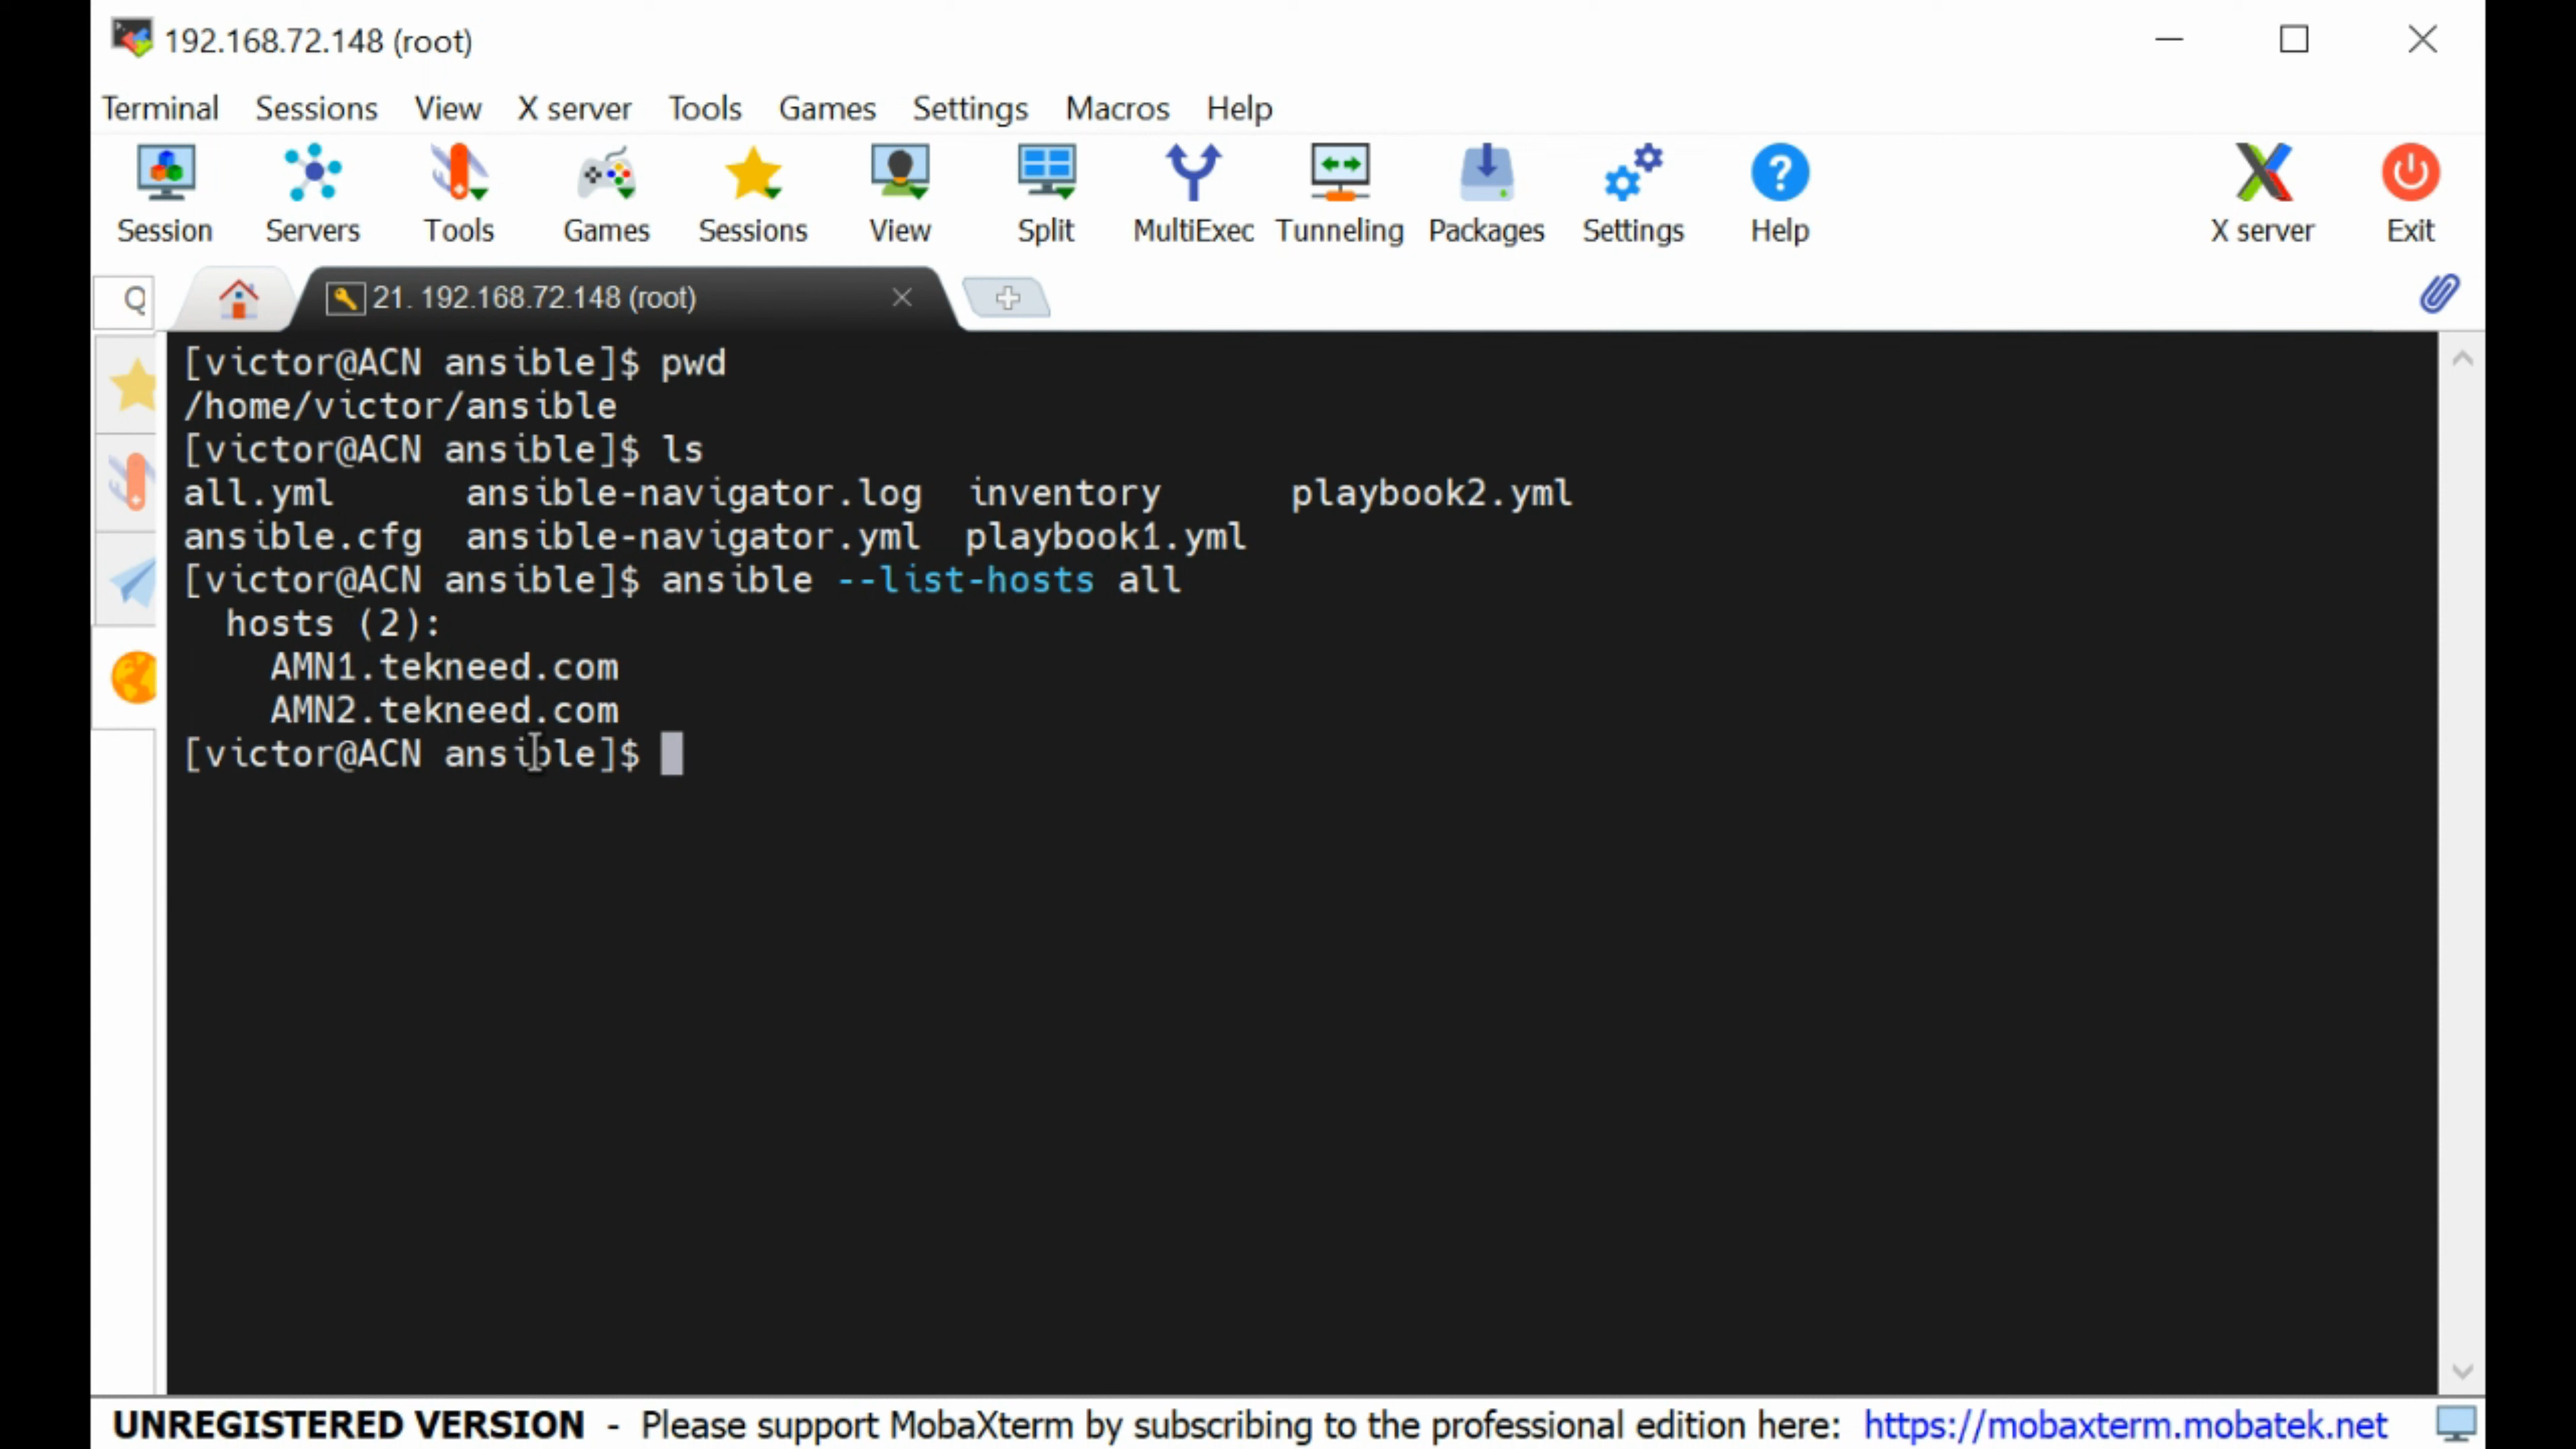 192.168.72.148 (root)
Terminal Sessions View X server Tools Games Settings Macros Help
Session Servers Tools Games Sessions View Split MultiExec Tunneling Packages Settings Help X server Exit
21. 192.168.72.148 (root)
[victor@ACN ansible]$ pwd
/home/victor/ansible
[victor@ACN ansible]$ ls
all.yml ansible-navigator.log inventory playbook2.yml
ansible.cfg ansible-navigator.yml playbook1.yml
[victor@ACN ansible]$ ansible --list-hosts all
hosts (2):
AMN1.tekneed.com
AMN2.tekneed.com
[victor@ACN ansible]$
UNREGISTERED VERSION - Please support MobaXterm by subscribing to the professional edition here: https://mobaxterm.mobatek.net